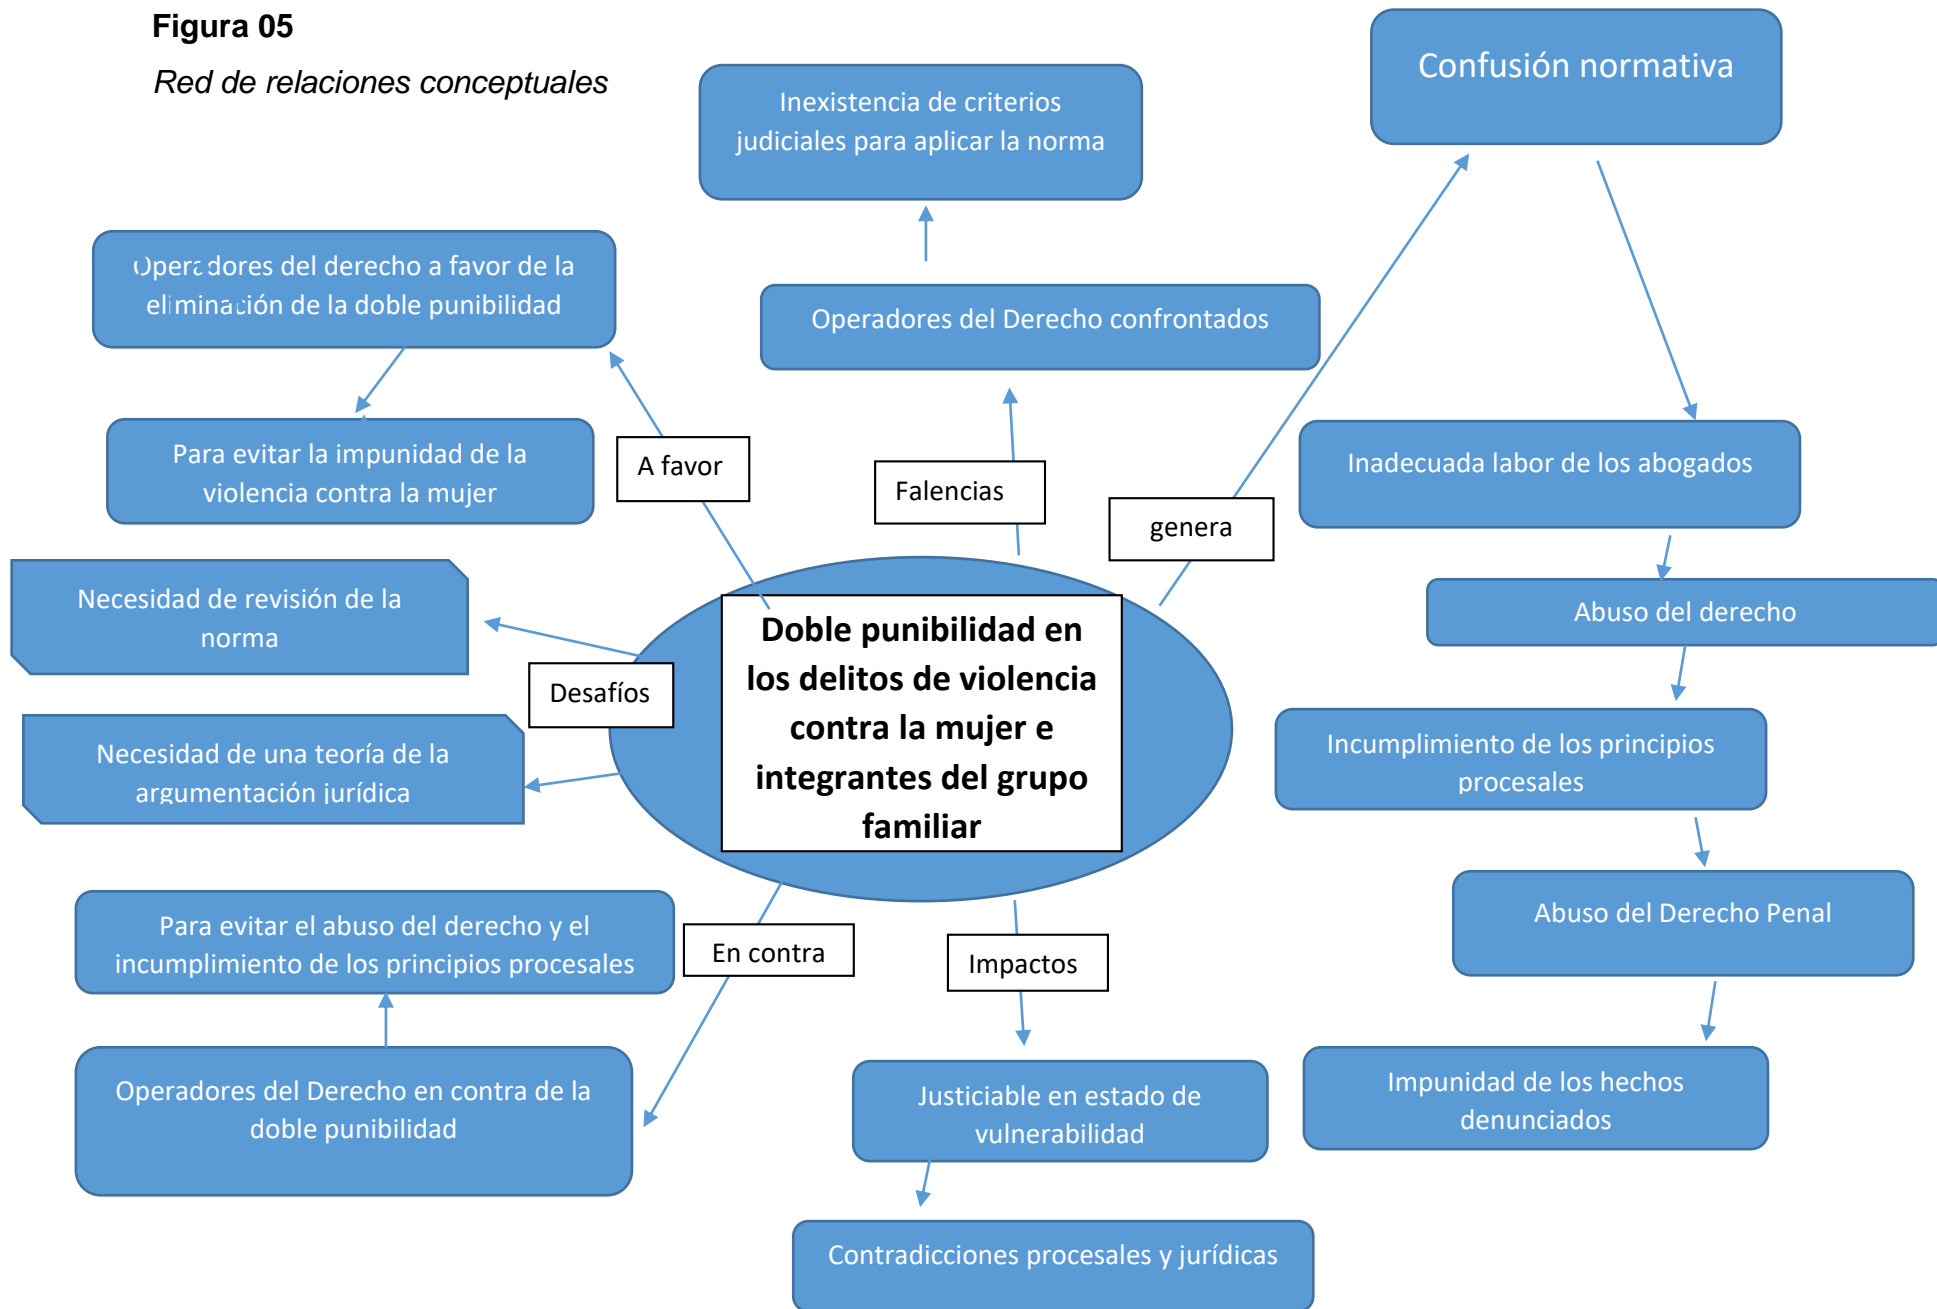 Figura 05
Red de relaciones conceptuales
Confusión normativa
Inexistencia de criterios
judiciales para aplicar la norma
Operadores del derecho a favor de la
eliminación de la doble punibilidad
Operadores del Derecho confrontados
Para evitar la impunidad de la
violencia contra la mujer
A favor
Falencias
genera
Inadecuada labor de los abogados
Necesidad de revisión de la
norma
Desafíos
Necesidad de una teoría de la
argumentación jurídica
Doble punibilidad en
los delitos de violencia
contra la mujer e
integrantes del grupo
familiar
Abuso del derecho
Incumplimiento de los principios
procesales
Para evitar el abuso del derecho y el
incumplimiento de los principios procesales
En contra
Impactos
Abuso del Derecho Penal
Operadores del Derecho en contra de la
doble punibilidad
Justiciable en estado de
vulnerabilidad
Impunidad de los hechos
denunciados
Contradicciones procesales y jurídicas